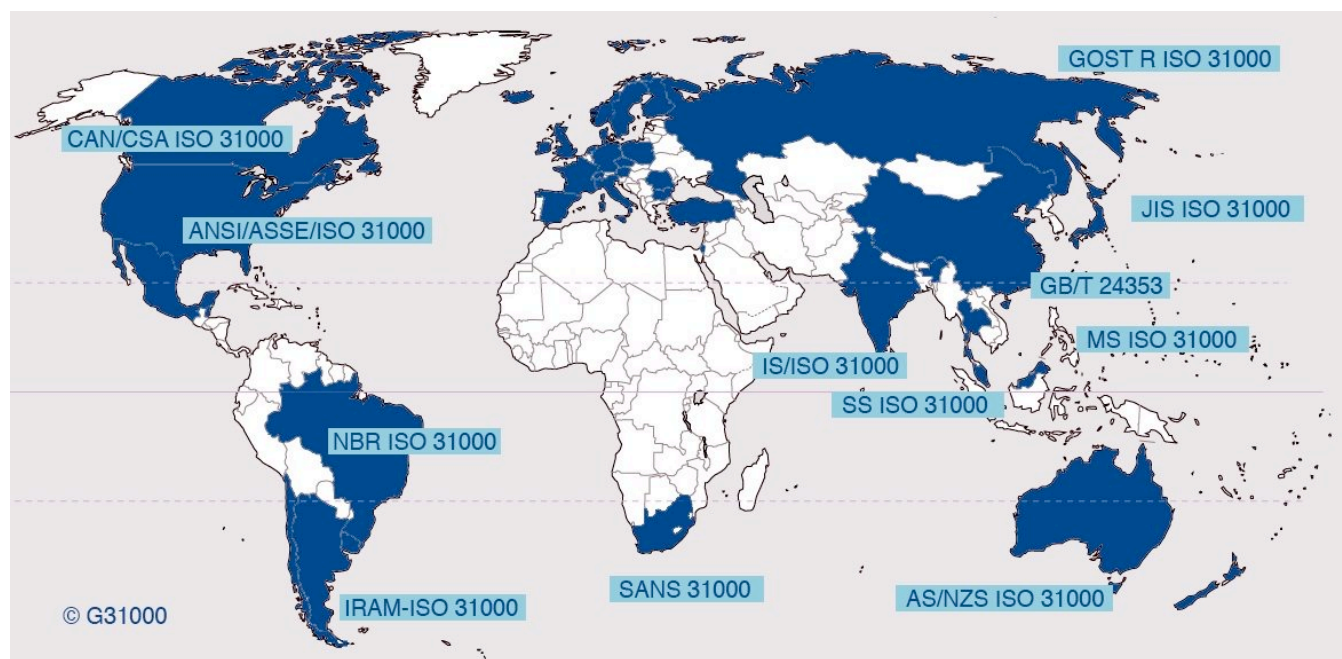 GOST R ISO 31000
CAN/CSA ISO 31000
JIS ISO 31000
ANSI/ASSE/ISO 31000
GB/T 24353
MS ISO 31000
IS/ISO 31000
SS ISO 31000
NBR ISO 31000
SANS 31000
AS/NZS ISO 31000
IRAM-ISO 31000
© G31000